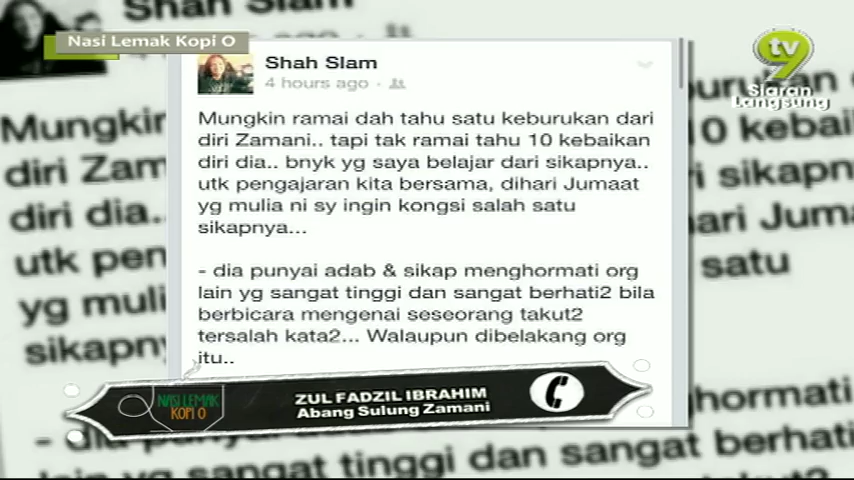 Shah Slam
Nasi Lemak Kopi O
tv
9
Siaran
Langsung
Shah Slam
4 hours ago
Mungkin ramai dah tahu satu keburukan dari
diri Zamani.. tapi tak ramai tahu 10 kebaikan
diri dia.. bnyk yg saya belajar dari sikapnya..
utk pengajaran kita bersama, dihari Jumaat
yg mulia ni sy ingin kongsi salah satu
sikapnya...
- dia punyai adab & sikap menghormati org
lain yg sangat tinggi dan sangat berhati2 bila
berbicara mengenai seseorang takut2
tersalah kata2... Walaupun dibelakang org
itu..
NASI LEMAK
KOPI O
ZUL FADZIL IBRAHIM
Abang Sulung Zamani